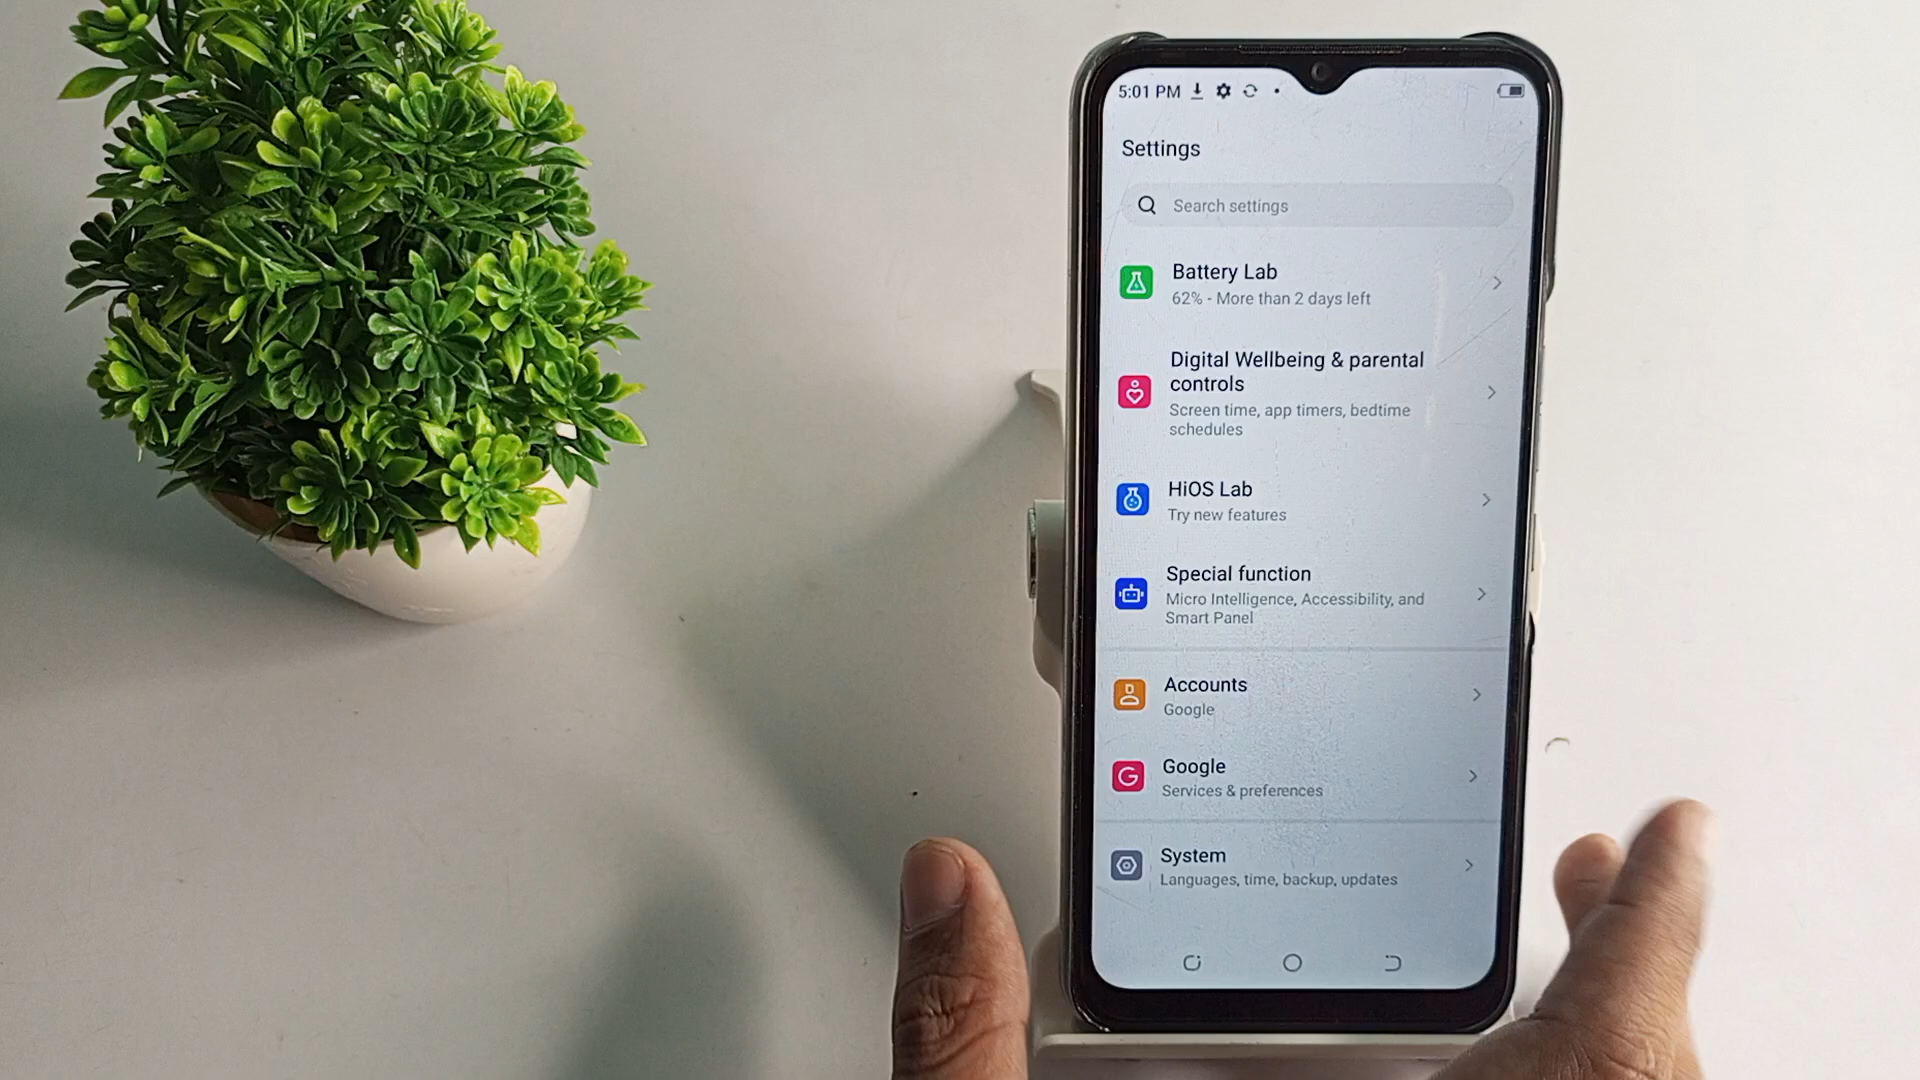 5:01 PM
Settings
Search settings
Battery Lab
62% - More than 2 days left
Digital Wellbeing & parental
controls
Screen time, app timers, bedtime
schedules
HiOS Lab
Try new features
Special function
Micro Intelligence, Accessibility, and
Smart Panel
Accounts
Google
Google
Services & preferences
System
Languages, time, backup, updates